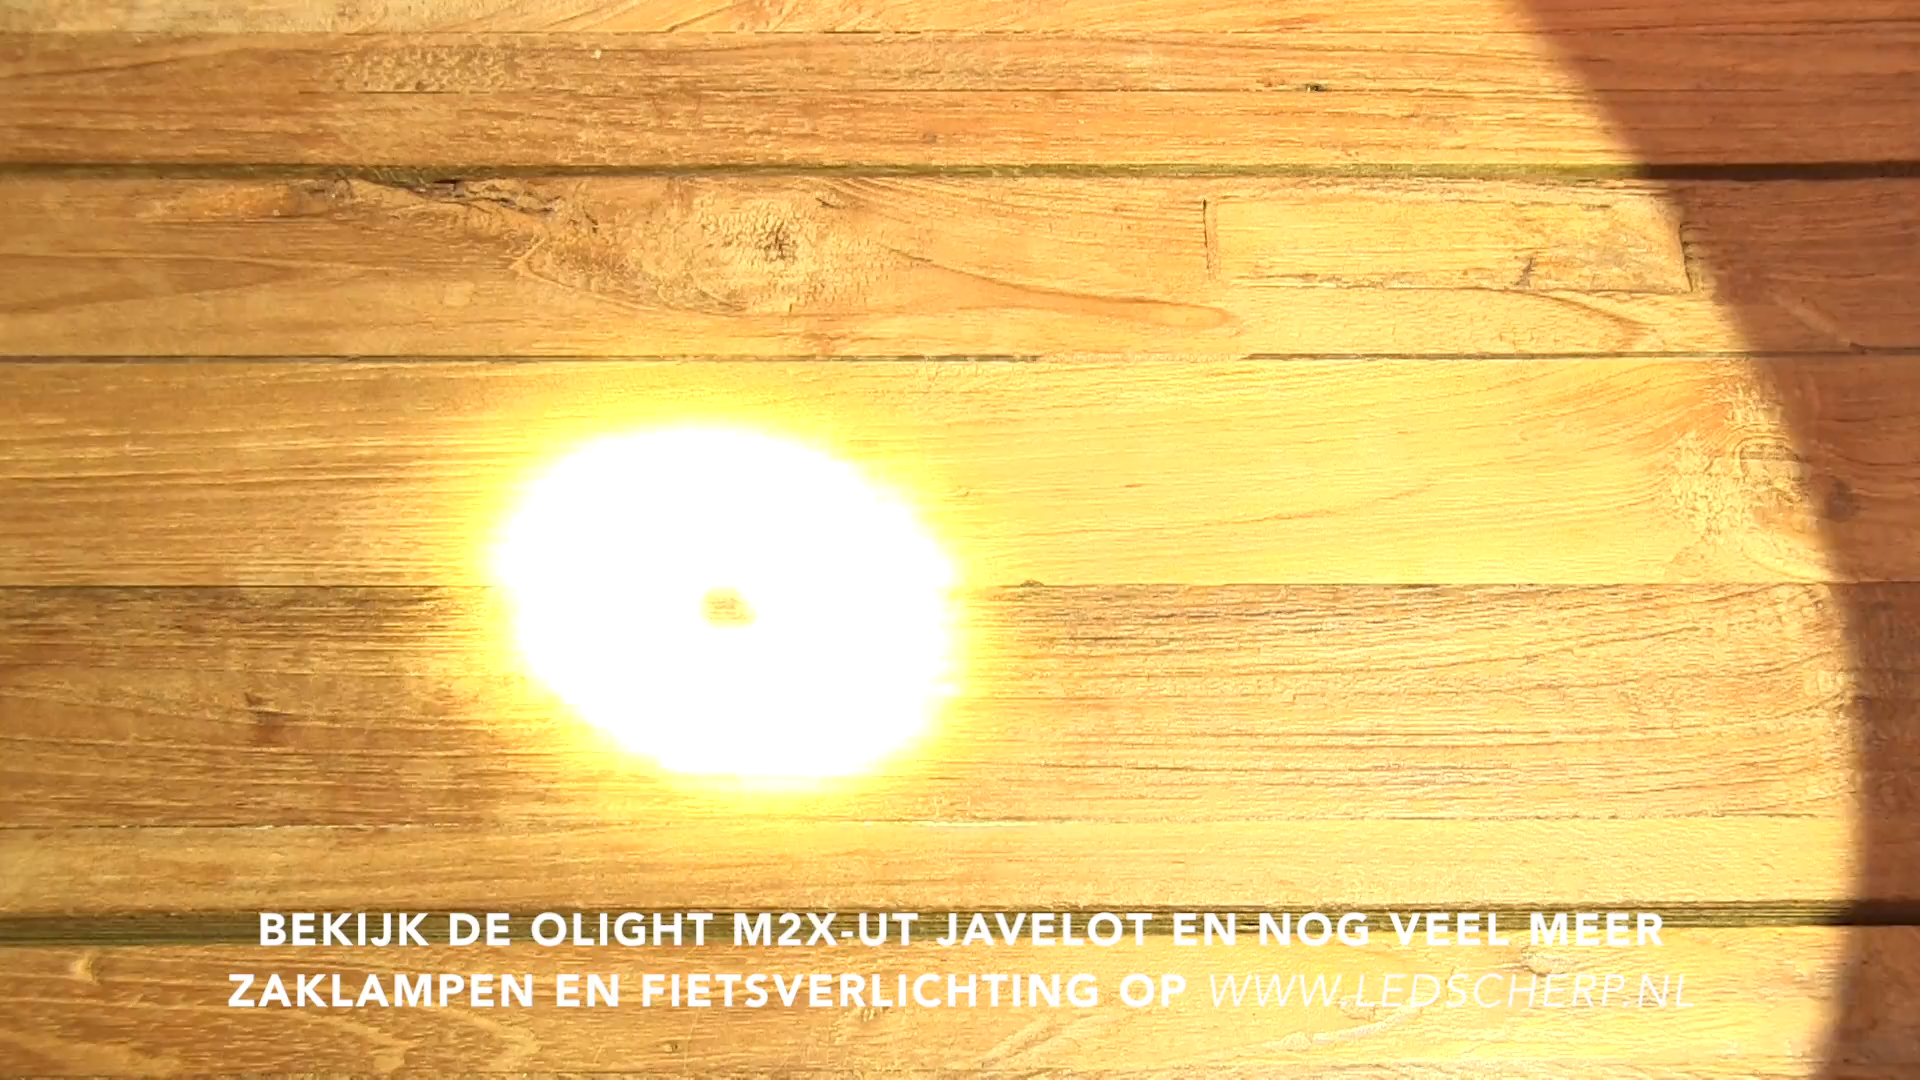 BEKIJK DE OLIGHT M2X-UT JAVELOT EN NOG VEEL MEER
ZAKLAMPEN EN FIETSVERLICHTING OP WWW.LEDSCHERP.NL